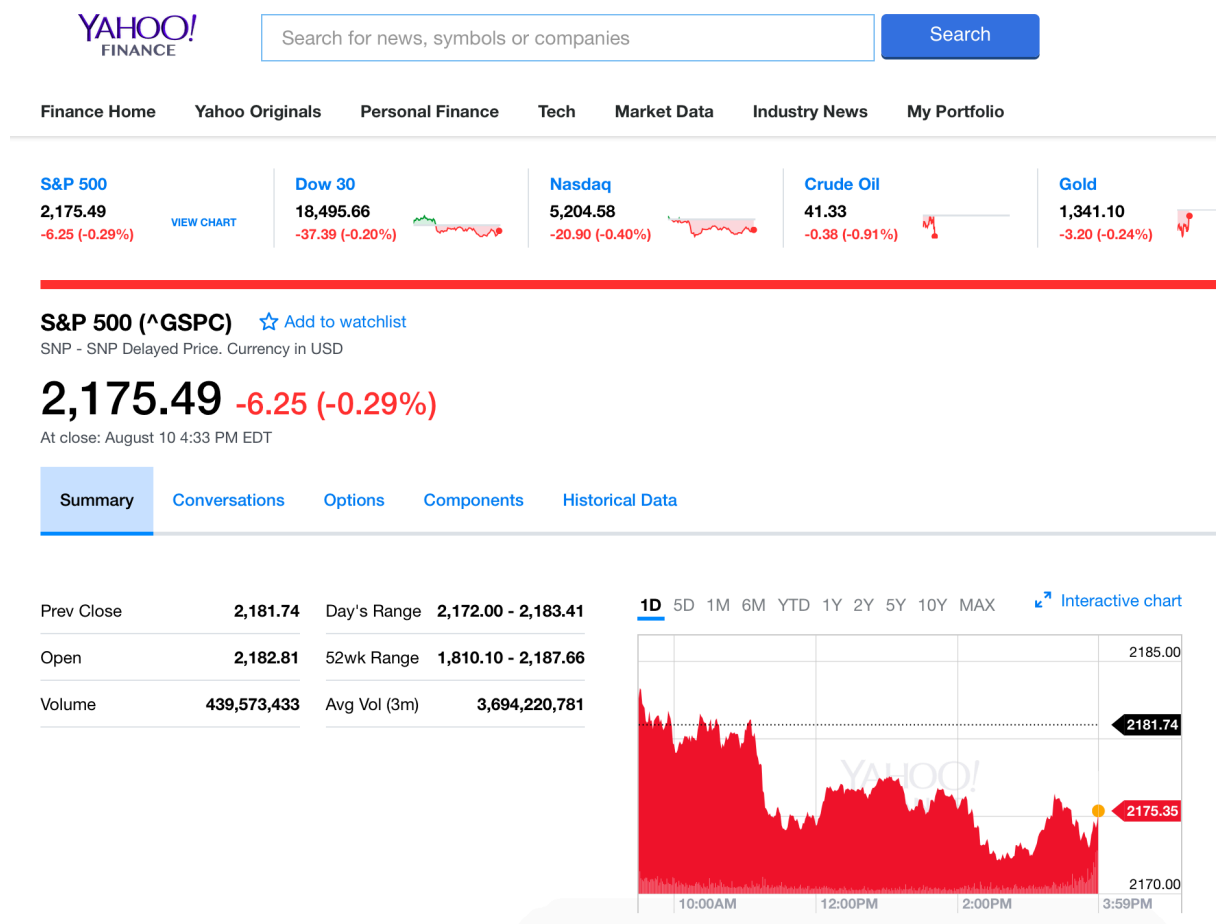 YAHOO!
FINANCE
Search for news, symbols or companies
Search
Finance Home Yahoo Originals Personal Finance Tech Market Data Industry News My Portfolio
S&P 500
2,175.49
-6.25 (-0.29%)
VIEW CHART
Dow 30
18,495.66
-37.39 (-0.20%)
Nasdaq
5,204.58
-20.90 (-0.40%)
Crude Oil
41.33
-0.38 (-0.91%)
Gold
1,341.10
-3.20 (-0.24%)
S&P 500 (^GSPC) Add to watchlist
SNP - SNP Delayed Price. Currency in USD
2,175.49 -6.25 (-0.29%)
At close: August 10 4:33 PM EDT
Summary Conversations Options Components Historical Data
Prev Close 2,181.74
Open 2,182.81
Volume 439,573,433
Day's Range 2,172.00 - 2,183.41
52wk Range 1,810.10 - 2,187.66
Avg Vol (3m) 3,694,220,781
1D 5D 1M 6M YTD 1Y 2Y 5Y 10Y MAX Interactive chart
2185.00
2181.74
YAHOO!
2175.35
2170.00
10:00AM 12:00PM 2:00PM 3:59PM